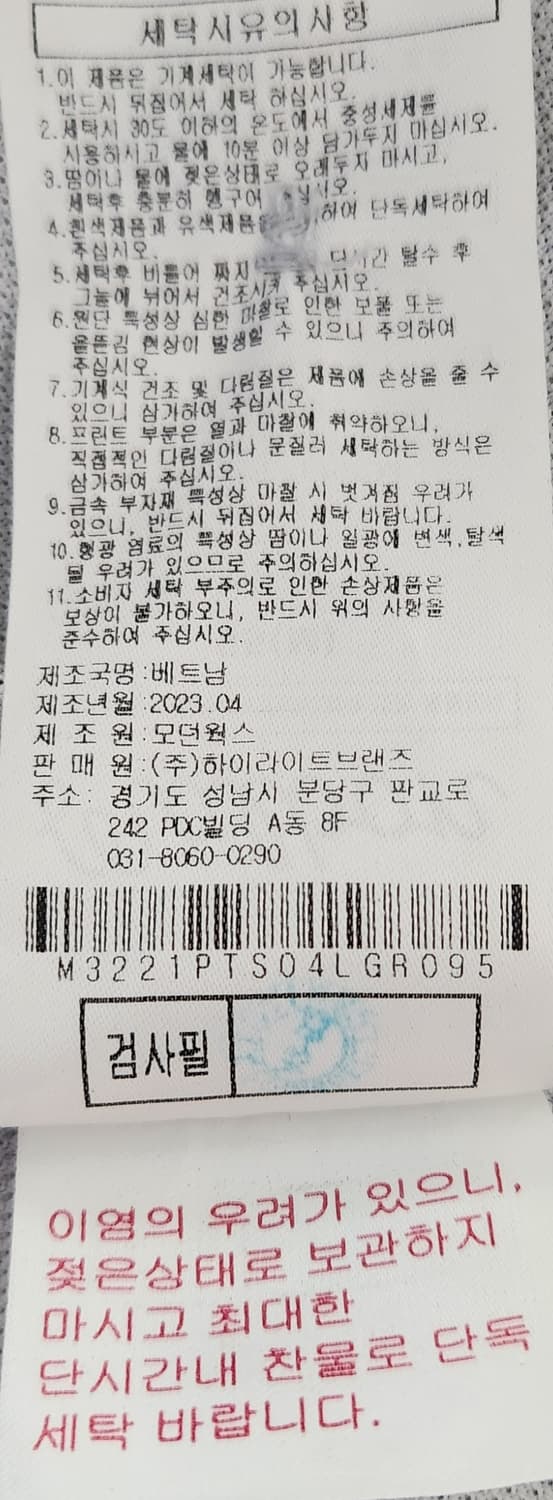 세탁시유의사항
1.이 제품은 기계세탁이 가능합니다.
반드시 뒤집어서 세탁 하십시오.
2.세탁시 30도 이하의 온도에서 중성세제를
사용하시고 물에 10분 이상 담가두지 마십시오.
3.땀이나 물에 젖은상태로 오래두지 마시고,
세탁후 충분히 헹구어
4.흰색제품과 유색제품을 하여 단독세탁하여
주십시오.
5.세탁후 비틀어 짜지 단시간 탈수 후
그늘에 뉘어서 건조시켜 주십시오.
6.원단 특성상 심한 마찰로 인한 보풀 또는
올뜯김 현상이 발생할 수 있으니 주의하여
주십시오.
7.기계식 건조 및 다림질은 제품에 손상을 줄 수
있으니 삼가하여 주십시오.
8.프린트 부분은 열과 마찰에 취약하오니,
직접적인 다림질이나 문질러 세탁하는 방식은
삼가하여 주십시오.
9.금속 부자재 특성상 마찰 시 벗겨짐 우려가
있으니, 반드시 뒤집어서 세탁 바랍니다.
10.형광 염료의 특성상 땀이나 일광에 변색,탈색
될 우려가 있으므로 주의하십시오.
11.소비자 세탁 부주의로 인한 손상제품은
보상이 불가하오니, 반드시 위의 사항을
준수하여 주십시오.
제조국명:베트남
제조년월:2023.04
제 조 원:모던웍스
판 매 원:(주)하이라이트브랜즈
주소: 경기도 성남시 분당구 판교로
242 PDC빌딩 A동 8F
031-8060-0290
M3221PTS04LGR095
검사필
이염의 우려가 있으니,
젖은상태로 보관하지
마시고 최대한
단시간내 찬물로 단독
세탁 바랍니다.